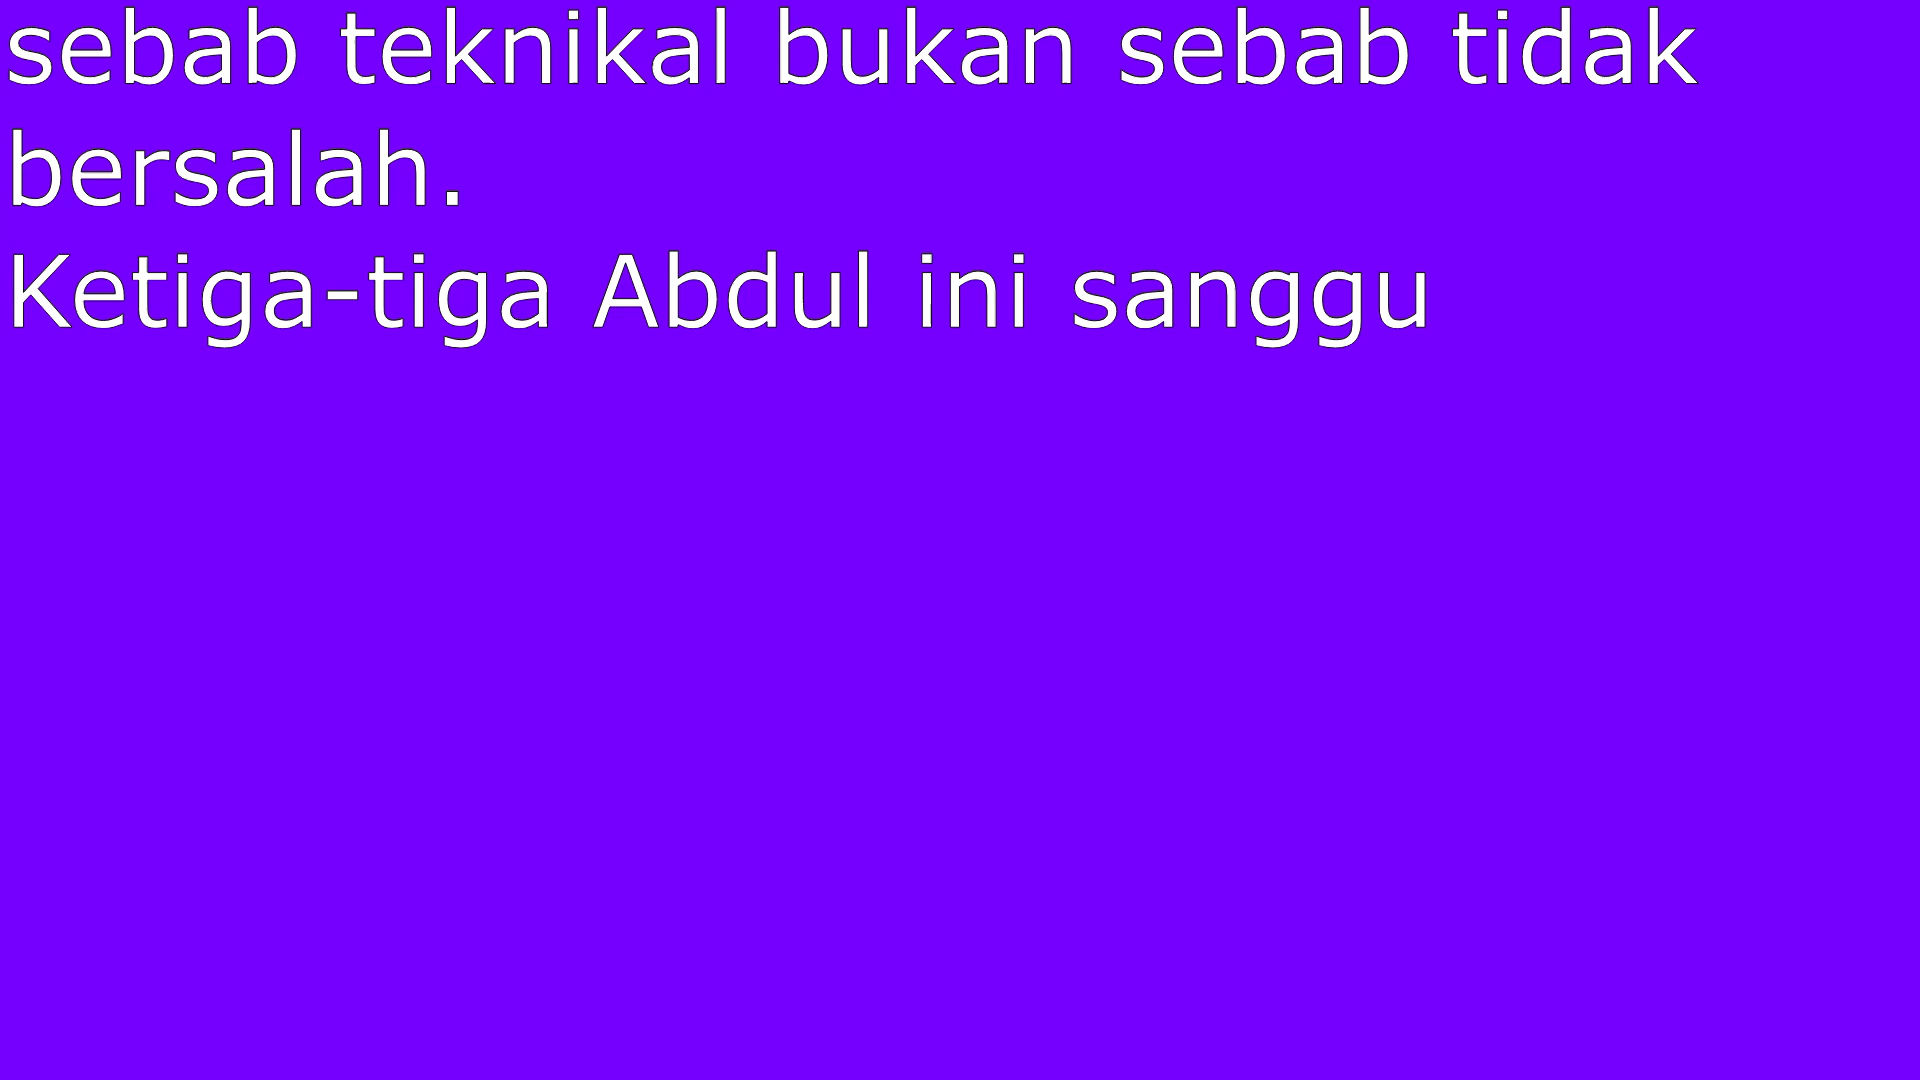 sebab teknikal bukan sebab tidak
bersalah.
Ketiga-tiga Abdul ini sanggu